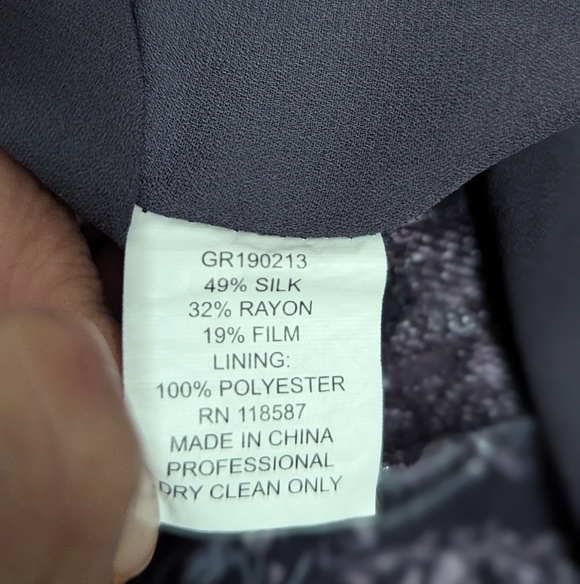 GR190213
49% SILK
32% RAYON
19% FILM
LINING:
100% POLYESTER
RN 118587
MADE IN CHINA
PROFESSIONAL
DRY CLEAN ONLY